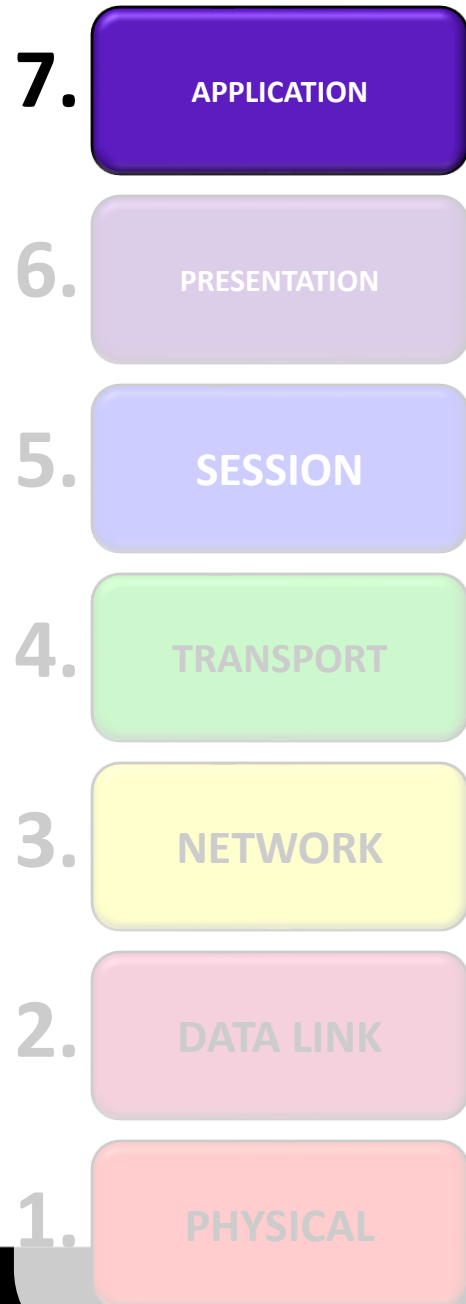 7. APPLICATION
6. PRESENTATION
5. SESSION
4. TRANSPORT
3. NETWORK
2. DATA LINK
1. PHYSICAL